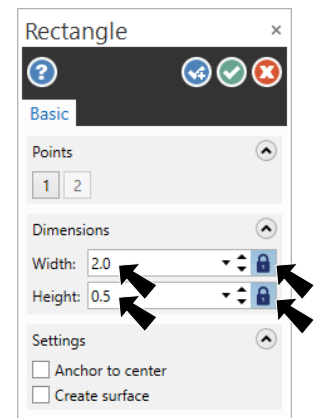 Rectangle
Basic
Points
1 2
Dimensions
Width: 2.0
Height: 0.5
Settings
Anchor to center
Create surface